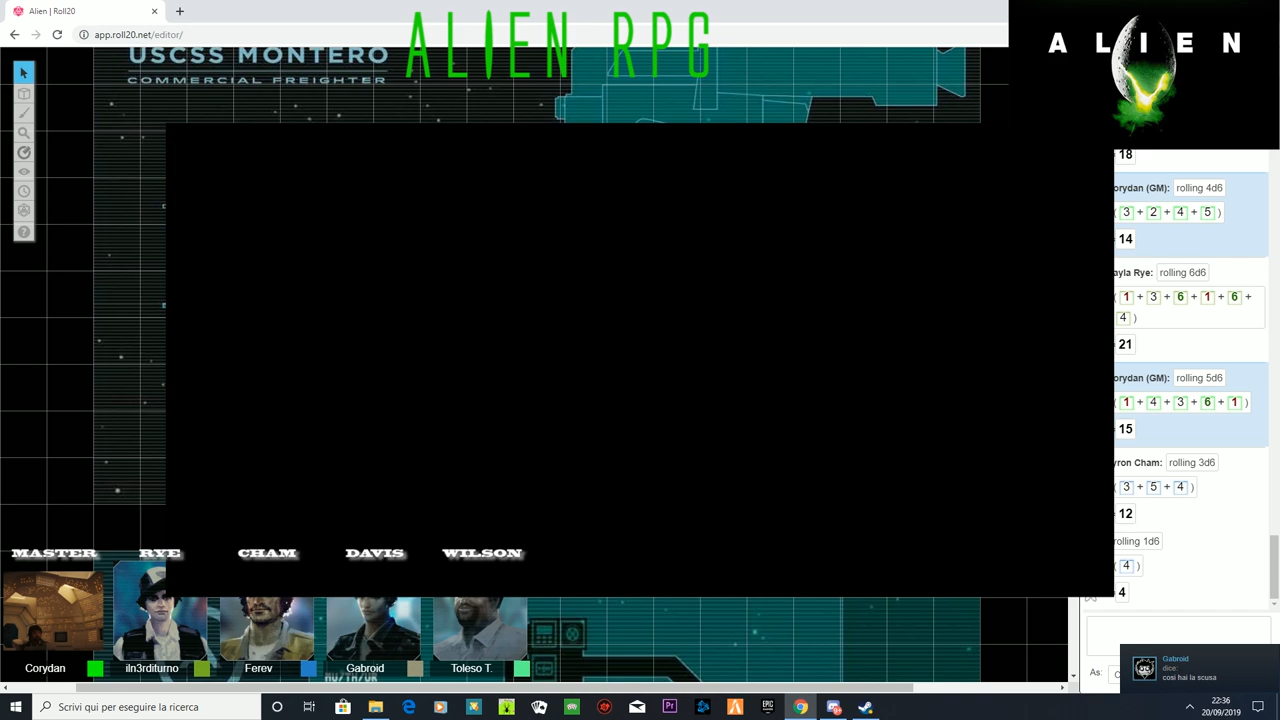 Alien | Roll20
app.roll20.net/editor/
USCSS MONTERO
COMMERCIAL FREIGHTER
ALIEN RPG
ALIEN
18
orydan (GM): rolling 4d6
( 3 + 2 + 4 + 5 )
14
ayla Rye: rolling 6d6
( 1 + 3 + 6 + 1 + 6 +
4 )
21
orydan (GM): rolling 5d6
( 1 + 4 + 3 + 6 + 1 )
15
yron Cham: rolling 3d6
( 3 + 5 + 4 )
12
rolling 1d6
( 4 )
4
MASTER RYE CHAM DAVIS WILSON
Corydan iln3rditurno Ferev Gabroid Toleso T.
As:
Gabroid
dice:
cosi hai la scusa
Scrivi qui per eseguire la ricerca
22:36
20/09/2019